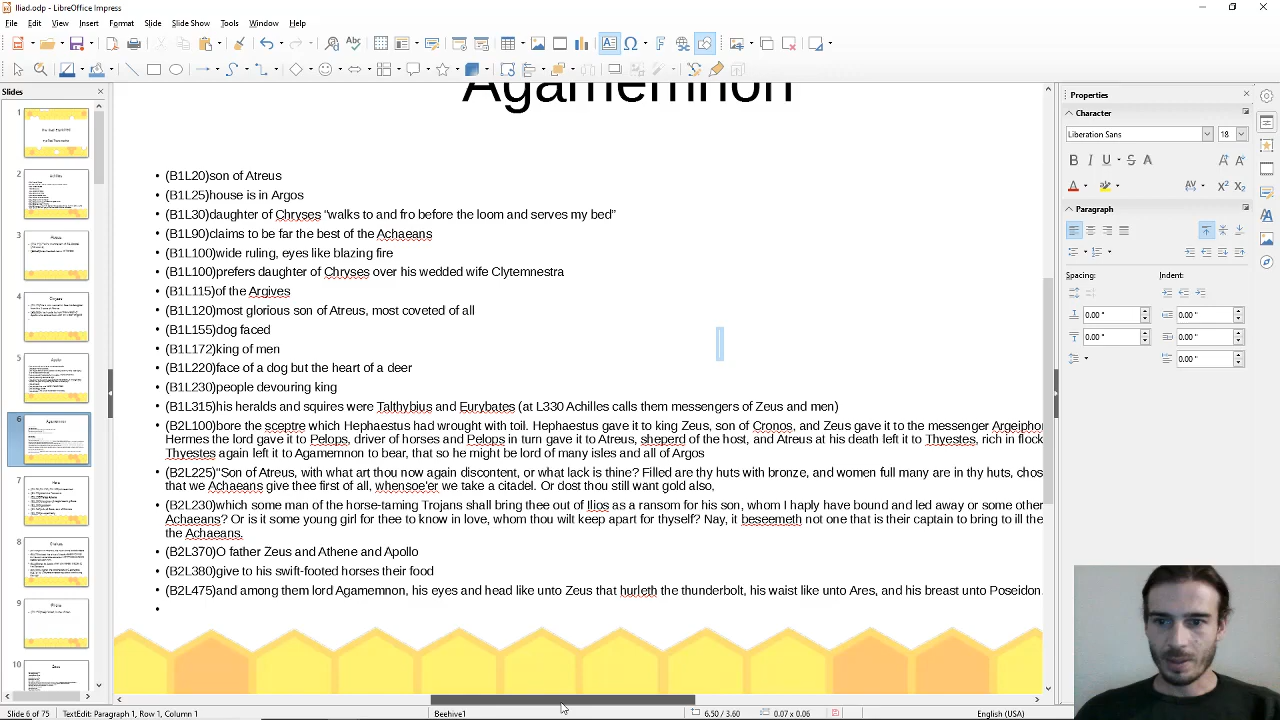 Iliad.odp - LibreOffice Impress
File Edit View Insert Format Slide Slide Show Tools Window Help
Slides
Properties
Character
Liberation Sans
18
Paragraph
Spacing:
Indent:
0.00 "
0.00 "
0.00 "
0.00 "
0.00 "
1
2
3
4
5
6
7
8
9
10
Agamemnon
• (B1L20)son of Atreus
• (B1L25)house is in Argos
• (B1L30)daughter of Chryses “walks to and fro before the loom and serves my bed”
• (B1L90)claims to be far the best of the Achaeans
• (B1L100)wide ruling, eyes like blazing fire
• (B1L100)prefers daughter of Chryses over his wedded wife Clytemnestra
• (B1L115)of the Argives
• (B1L120)most glorious son of Atreus, most coveted of all
• (B1L155)dog faced
• (B1L172)king of men
• (B1L220)face of a dog but the heart of a deer
• (B1L230)people devouring king
• (B1L315)his heralds and squires were Talthybius and Eurybates (at L330 Achilles calls them messengers of Zeus and men)
• (B2L100)bore the sceptre which Hephaestus had wrought with toil. Hephaestus gave it to king Zeus, son of Cronos, and Zeus gave it to the messenger Argeipho
Hermes the lord gave it to Pelops, driver of horses and Pelops in turn gave it to Atreus, sheperd of the host, and Atreus at his death left it to Thyestes, rich in flock
Thyestes again left it to Agamemnon to bear, that so he might be lord of many isles and all of Argos
• (B2L225)“Son of Atreus, with what art thou now again discontent, or what lack is thine? Filled are thy huts with bronze, and women full many are in thy huts, chos
that we Achaeans give thee first of all, whensoe'er we take a citadel. Or dost thou still want gold also,
• (B2L230)which some man of the horse-taming Trojans shall bring thee out of Ilios as a ransom for his son, whom I haply have bound and led away or some other
Achaeans? Or is it some young girl for thee to know in love, whom thou wilt keep apart for thyself? Nay, it beseemeth not one that is their captain to bring to ill the
the Achaeans.
• (B2L370)O father Zeus and Athene and Apollo
• (B2L380)give to his swift-footed horses their food
• (B2L475)and among them lord Agamemnon, his eyes and head like unto Zeus that hurleth the thunderbolt, his waist like unto Ares, and his breast unto Poseidon.
•
Slide 6 of 75
TextEdit: Paragraph 1, Row 1, Column 1
Beehive1
6.50 / 3.60
0.07 x 0.06
English (USA)